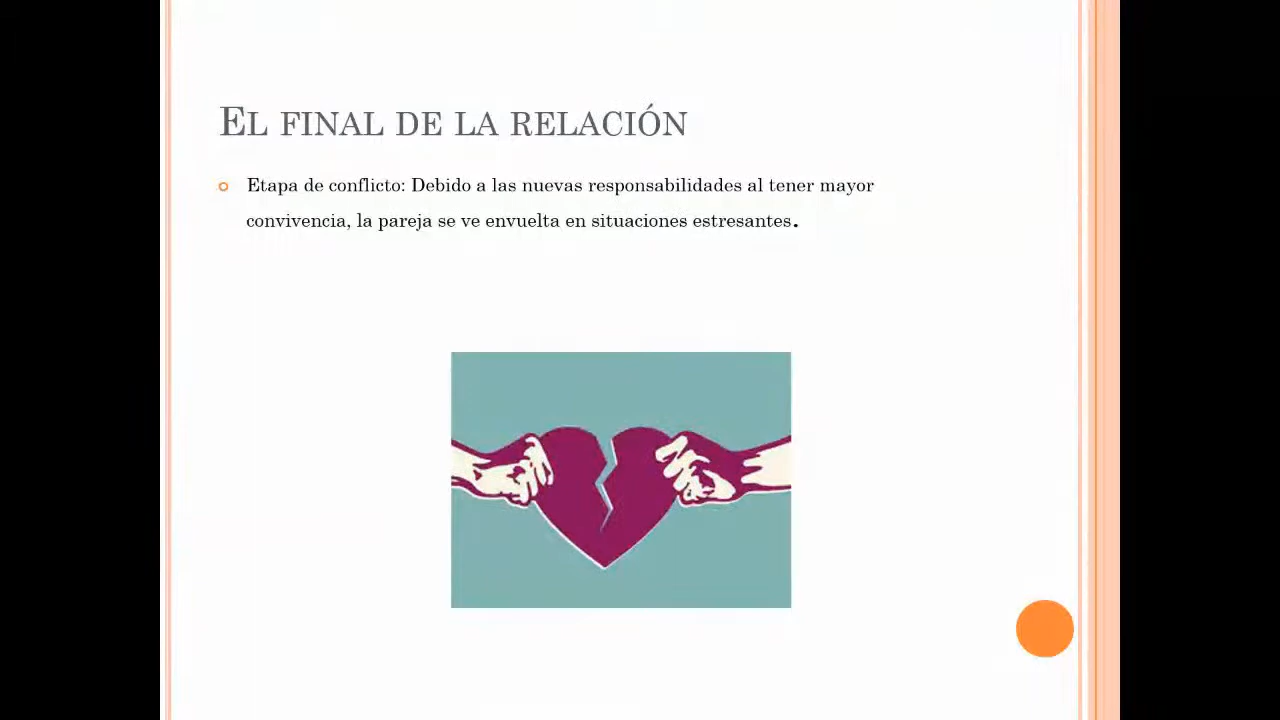 EL FINAL DE LA RELACIÓN
Etapa de conflicto: Debido a las nuevas responsabilidades al tener mayor
convivencia, la pareja se ve envuelta en situaciones estresantes.